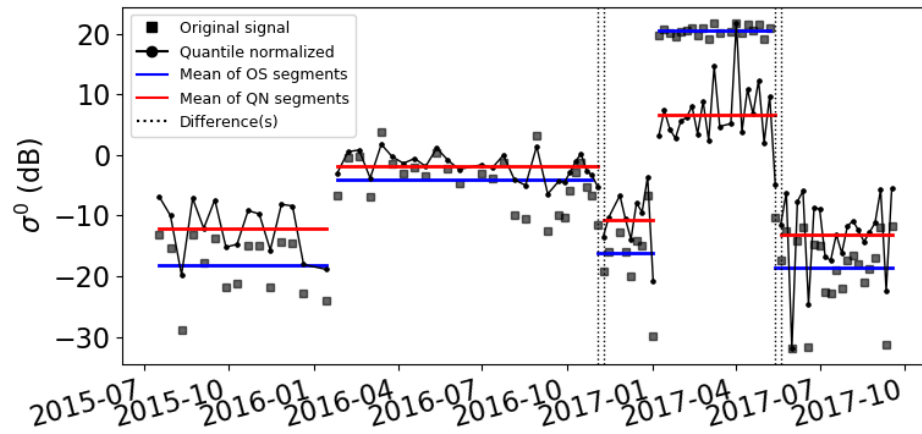 Original signal
Quantile normalized
Mean of OS segments
Mean of QN segments
Difference(s)
σ⁰ (dB)
20
10
0
−10
−20
−30
2015-07
2015-10
2016-01
2016-04
2016-07
2016-10
2017-01
2017-04
2017-07
2017-10